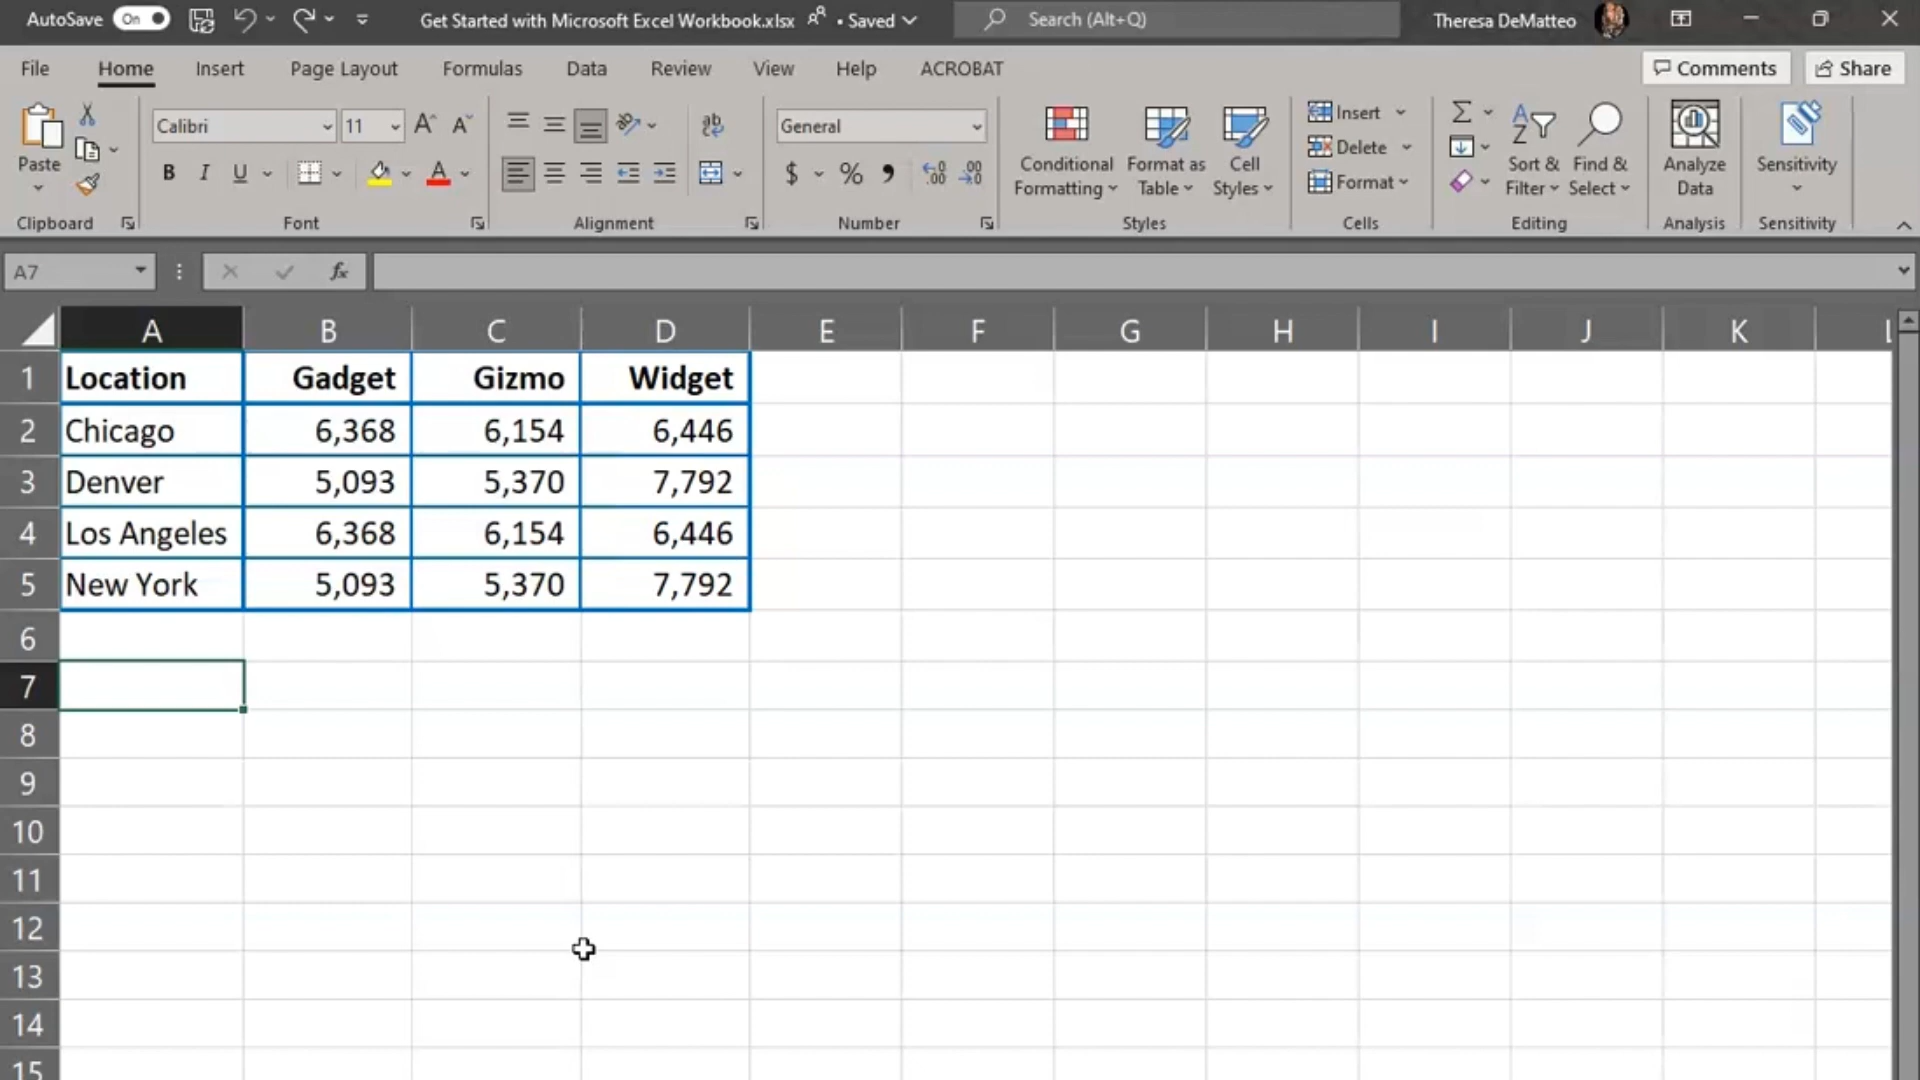 AutoSave On Get Started with Microsoft Excel Workbook.xlsx • Saved Search (Alt+Q) Theresa DeMatteo
File Home Insert Page Layout Formulas Data Review View Help ACROBAT Comments Share
Paste
Clipboard
Calibri 11
B I U A
Font
ab
Alignment
General
$ % ,
Number
Conditional Formatting
Format as Table
Cell Styles
Styles
Insert
Delete
Format
Cells
Sort & Filter
Find & Select
Editing
Analyze Data
Analysis
Sensitivity
Sensitivity
A7 fx
A B C D E F G H I J K
1 Location Gadget Gizmo Widget
2 Chicago 6,368 6,154 6,446
3 Denver 5,093 5,370 7,792
4 Los Angeles 6,368 6,154 6,446
5 New York 5,093 5,370 7,792
6
7
8
9
10
11
12
13
14
15